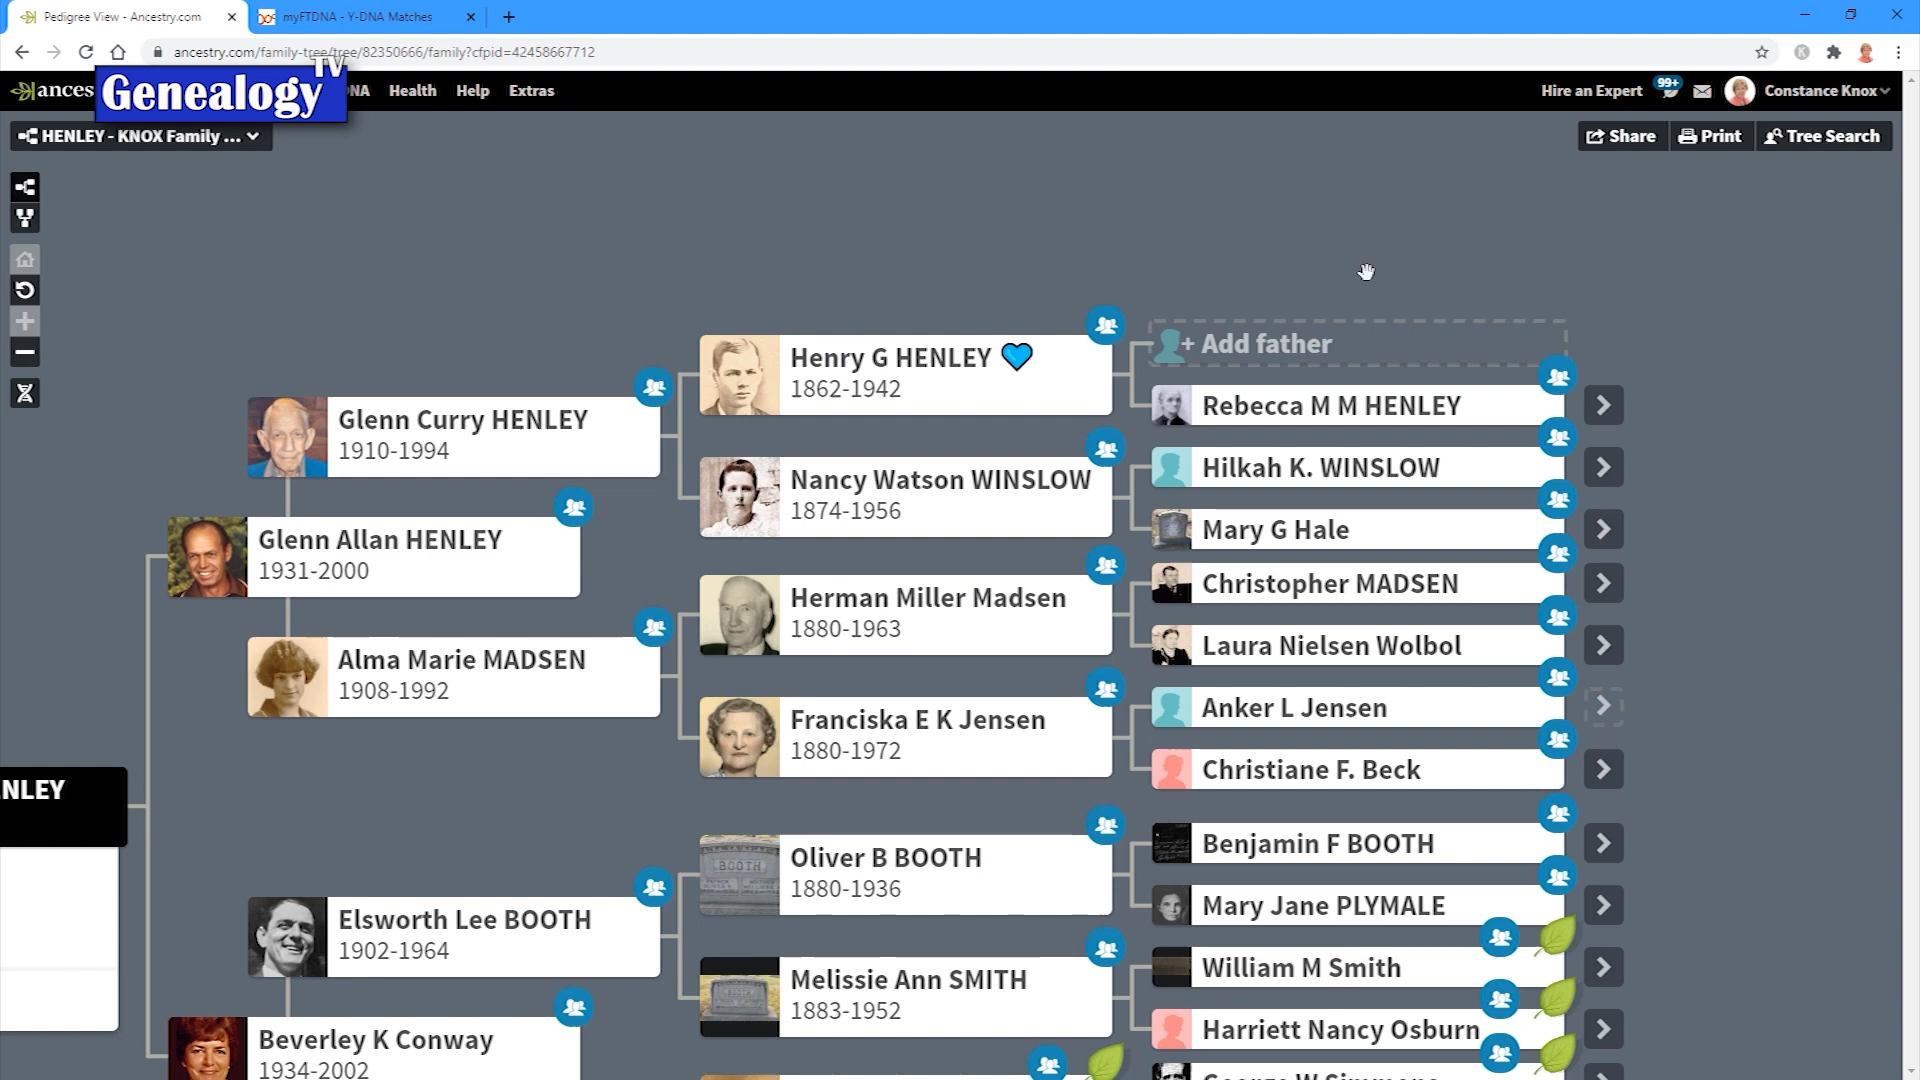 Pedigree View - Ancestry.com
myFTDNA - Y-DNA Matches
ancestry.com/family-tree/tree/82350666/family?cfpid=42458667712
K
ances
Genealogy TV
DNA
Health
Help
Extras
Hire an Expert
99+
Constance Knox
HENLEY - KNOX Family ...
Share
Print
Tree Search
Henry G HENLEY
1862-1942
Add father
Rebecca M M HENLEY
Glenn Curry HENLEY
1910-1994
Nancy Watson WINSLOW
1874-1956
Hilkah K. WINSLOW
Mary G Hale
Glenn Allan HENLEY
1931-2000
Herman Miller Madsen
1880-1963
Christopher MADSEN
Laura Nielsen Wolbol
Alma Marie MADSEN
1908-1992
Franciska E K Jensen
1880-1972
Anker L Jensen
Christiane F. Beck
NLEY
Oliver B BOOTH
1880-1936
BOOTH
Benjamin F BOOTH
Mary Jane PLYMALE
Elsworth Lee BOOTH
1902-1964
Melissie Ann SMITH
1883-1952
William M Smith
Harriett Nancy Osburn
Beverley K Conway
1934-2002
George W Simmons